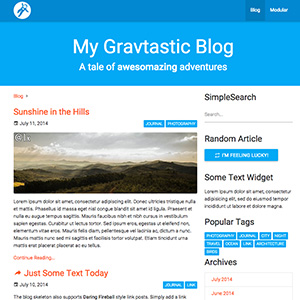 Blog
Modular
My Gravtastic Blog
A tale of awesomazing adventures
Blog
Sunshine in the Hills
July 11, 2014
JOURNAL
PHOTOGRAPHY
Lorem ipsum dolor sit amet, consectetur adipiscing
elit. Donec ultricies tristique nulla et mattis.
Phasellus id massa eget nisl congue blandit sit amet id ligula. Praesent et
nulla eu augue tempus sagittis. Mauris faucibus nibh et nibh cursus in vestibulum
sapien egestas. Curabitur ut lectus tortor. Sed ipsum eros, egestas ut eleifend non,
elementum vitae eros. Mauris felis diam, pellentesque vel lacinia ac, dictum a nunc.
Mauris mattis nunc sed mi sagittis et facilisis tortor volutpat. Etiam tincidunt urna
mattis erat placerat placerat ac eu tellus.
Continue Reading...
Just Some Text Today
July 10, 2014
JOURNAL
LINK
The blog skeleton also supports Daring Fireball style link posts. Simply add a link
SimpleSearch
Search...
Random Article
I'M FEELING LUCKY!
Some Text Widget
Lorem ipsum dolor sit amet,
consectetur adipisicing elit, sed do eiusmod
tempor incididunt ut labore et dolore magna.
Popular Tags
PHOTOGRAPHY
JOURNAL
CITY
NIGHT
TRAVEL
OCEAN
LINK
ARCHITECTURE
BIRDS
Archives
July 2014
June 2014